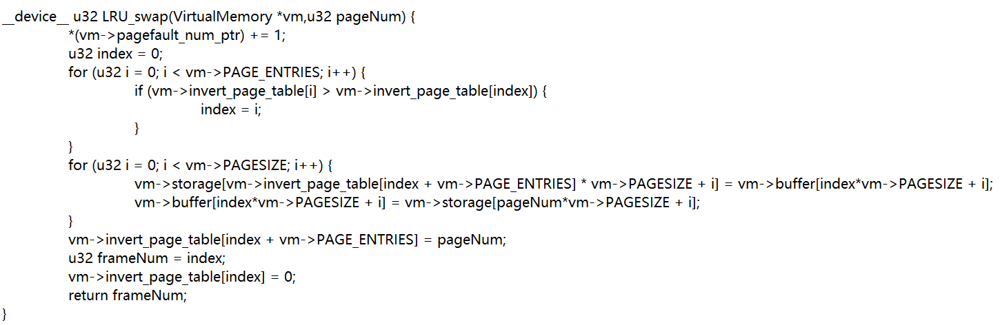 __device__ u32 LRU_swap(VirtualMemory *vm,u32 pageNum) {
*(vm->pagefault_num_ptr) += 1;
u32 index = 0;
for (u32 i = 0; i < vm->PAGE_ENTRIES; i++) {
if (vm->invert_page_table[i] > vm->invert_page_table[index]) {
index = i;
}
}
for (u32 i = 0; i < vm->PAGESIZE; i++) {
vm->storage[vm->invert_page_table[index + vm->PAGE_ENTRIES] * vm->PAGESIZE + i] = vm->buffer[index*vm->PAGESIZE + i];
vm->buffer[index*vm->PAGESIZE + i] = vm->storage[pageNum*vm->PAGESIZE + i];
}
vm->invert_page_table[index + vm->PAGE_ENTRIES] = pageNum;
u32 frameNum = index;
vm->invert_page_table[index] = 0;
return frameNum;
}